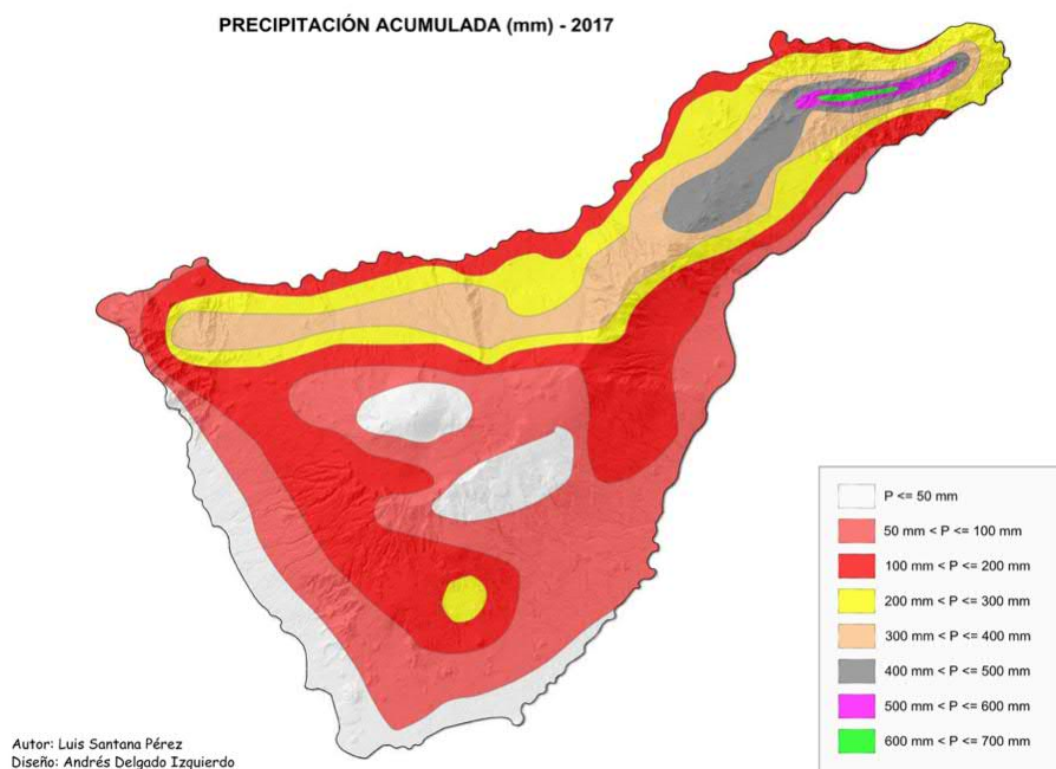 PRECIPITACIÓN ACUMULADA (mm) - 2017
P <= 50 mm
50 mm < P <= 100 mm
100 mm < P <= 200 mm
200 mm < P <= 300 mm
300 mm < P <= 400 mm
400 mm < P <= 500 mm
500 mm < P <= 600 mm
600 mm < P <= 700 mm
Autor: Luis Santana Pérez
Diseño: Andrés Delgado Izquierdo